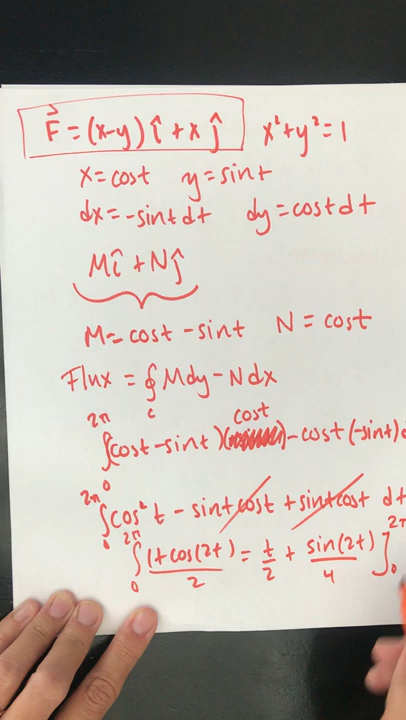 F⃗ = (x-y) î + x ĵ    x² + y² = 1
x = cost    y = sint
dx = -sint dt    dy = cost dt
Mî + Nĵ
M = cost - sint    N = cost
Flux = ∮_c Mdy - Ndx
∫₀^2π (cost - sint)(cost) - cost (-sint)
∫₀^2π cos² t - sint cost + sint cost dt
∫₀^2π (1+cos(2t))/2 = t/2 + sin(2t)/4 ]₀^2π